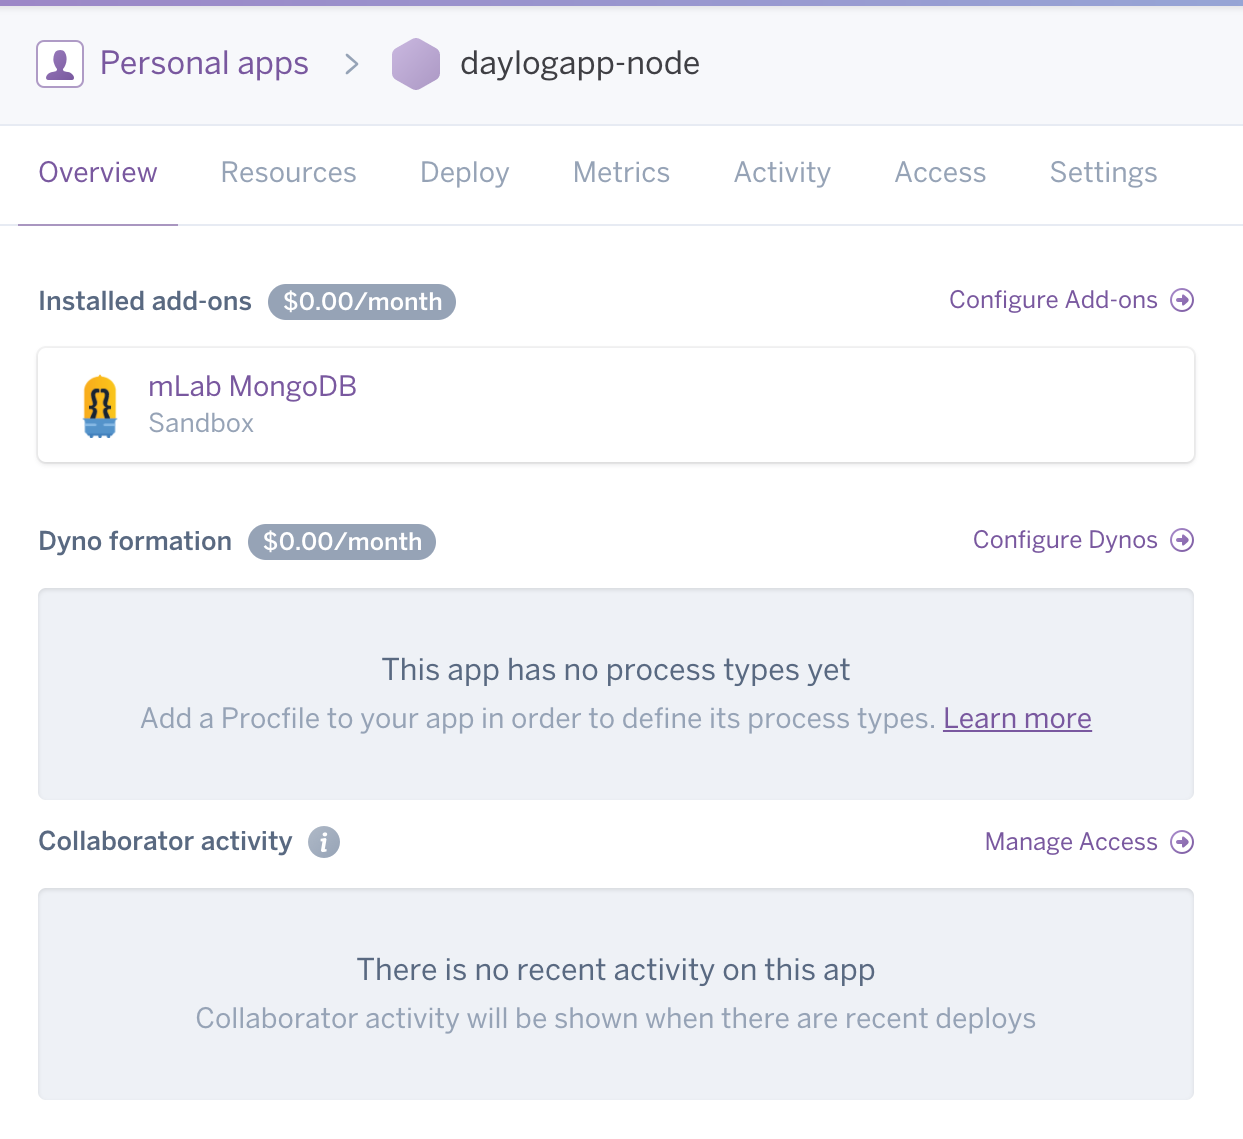 Personal apps > daylogapp-node
Overview Resources Deploy Metrics Activity Access Settings
Installed add-ons $0.00/month Configure Add-ons
mLab MongoDB
Sandbox
Dyno formation $0.00/month Configure Dynos
This app has no process types yet
Add a Procfile to your app in order to define its process types. Learn more
Collaborator activity i Manage Access
There is no recent activity on this app
Collaborator activity will be shown when there are recent deploys